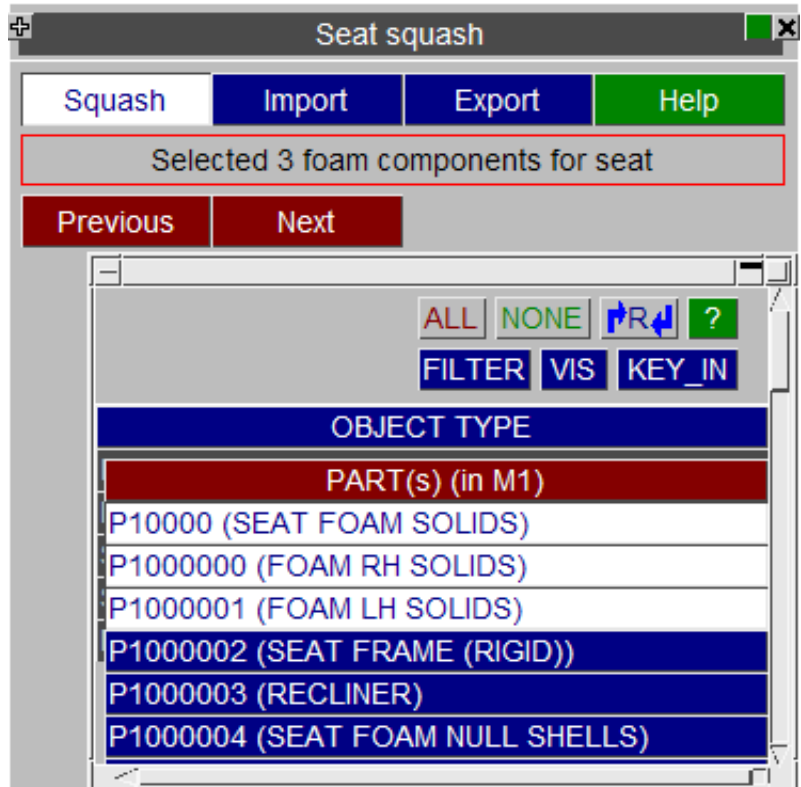 Seat squash
Squash Import Export Help
Selected 3 foam components for seat
Previous Next
ALL NONE R ?
FILTER VIS KEY_IN
OBJECT TYPE
PART(s) (in M1)
P10000 (SEAT FOAM SOLIDS)
P1000000 (FOAM RH SOLIDS)
P1000001 (FOAM LH SOLIDS)
P1000002 (SEAT FRAME (RIGID))
P1000003 (RECLINER)
P1000004 (SEAT FOAM NULL SHELLS)